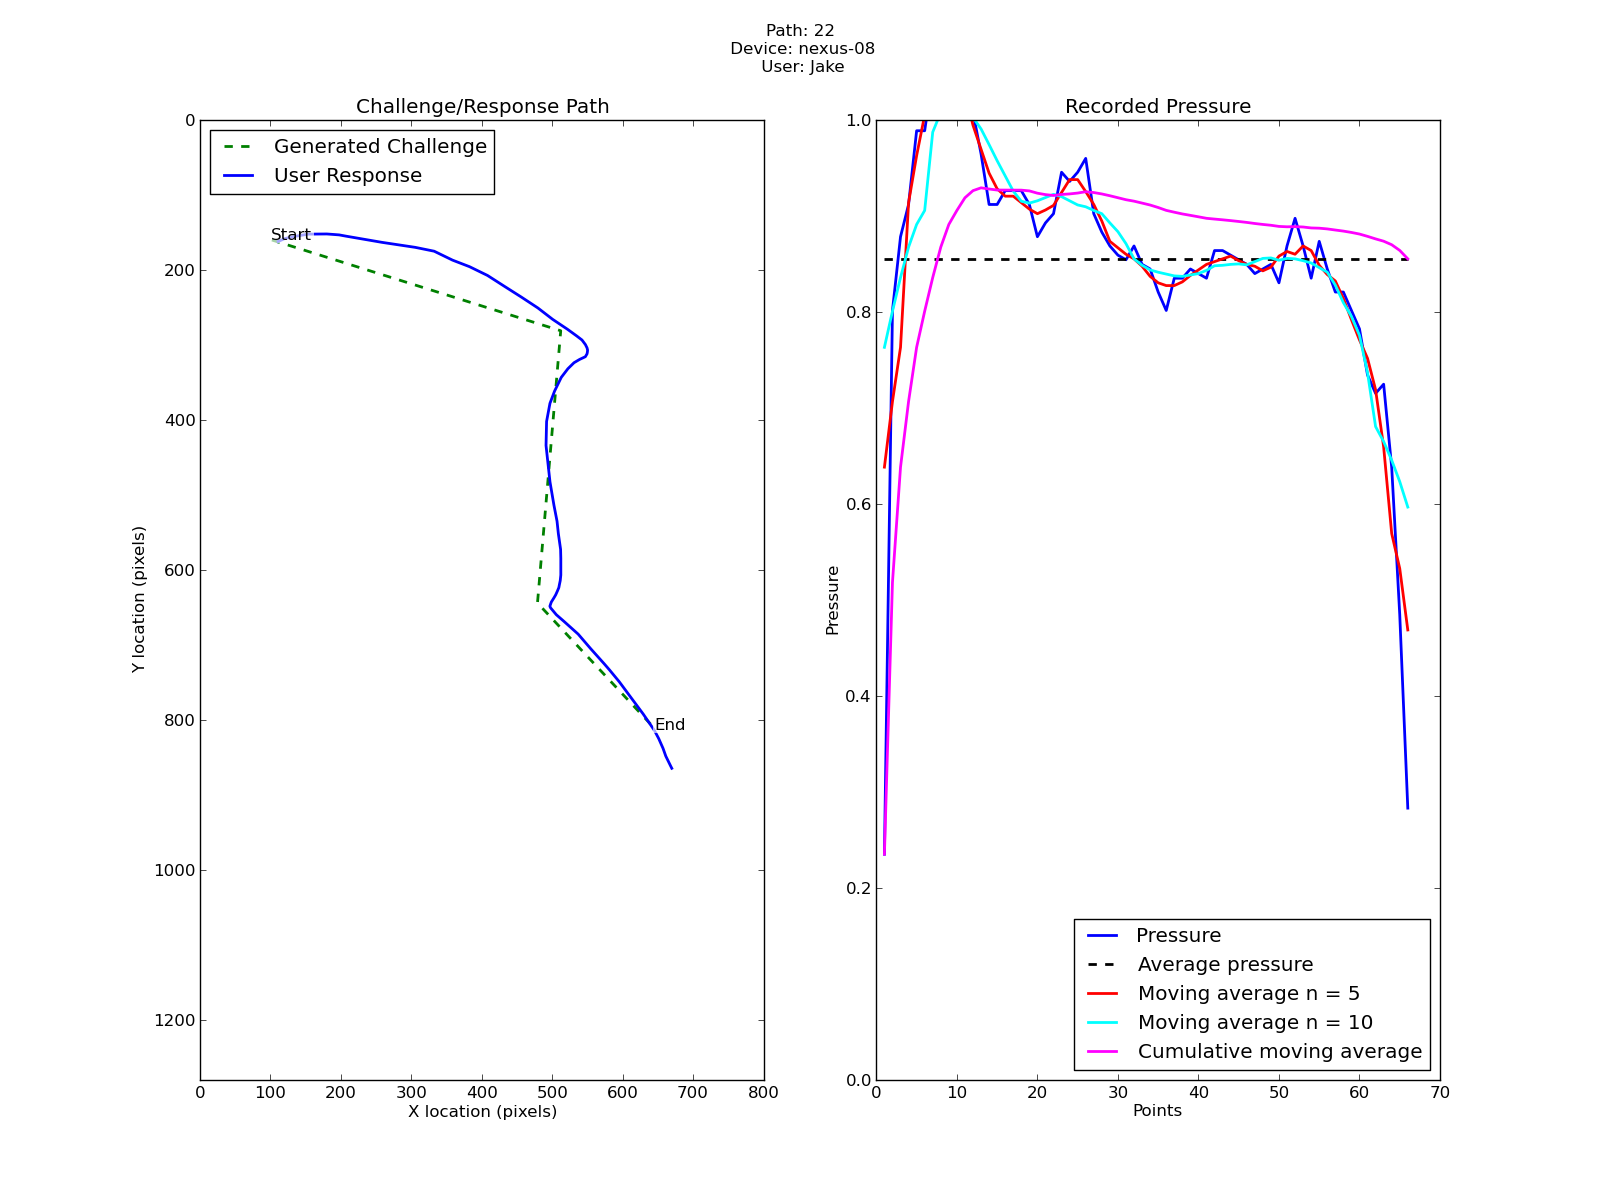 Path: 22
Device: nexus-08
User: Jake
Challenge/Response Path
0
200
400
600
800
1000
1200
Y location (pixels)
Generated Challenge
User Response
Start
End
0 100 200 300 400 500 600 700 800
X location (pixels)
Recorded Pressure
1.0
0.8
0.6
0.4
0.2
0.0
Pressure
Pressure
Average pressure
Moving average n = 5
Moving average n = 10
Cumulative moving average
0 10 20 30 40 50 60 70
Points